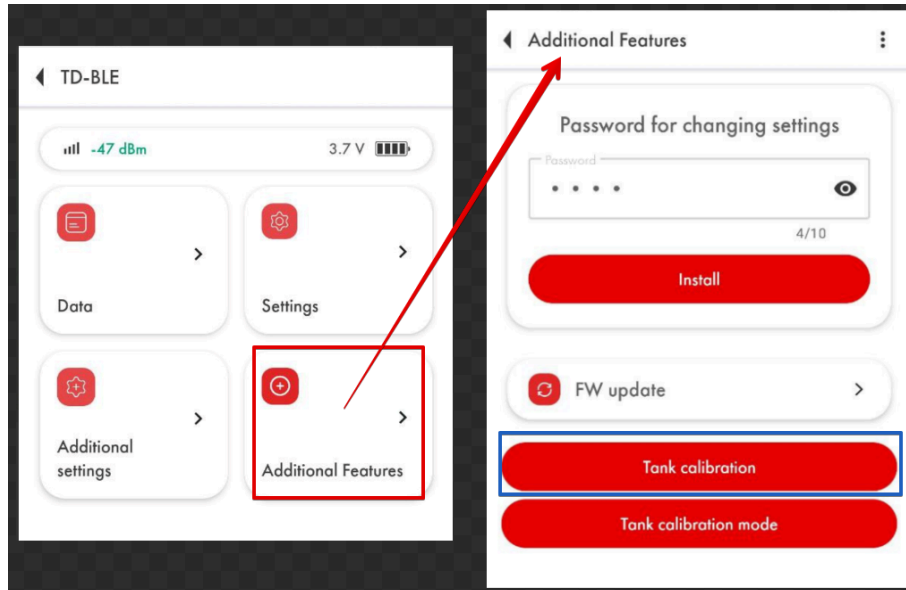 TD-BLE
-47 dBm
3.7 V
Data
Settings
Additional
settings
Additional Features
Additional Features
Password for changing settings
Password
4/10
Install
FW update
Tank calibration
Tank calibration mode